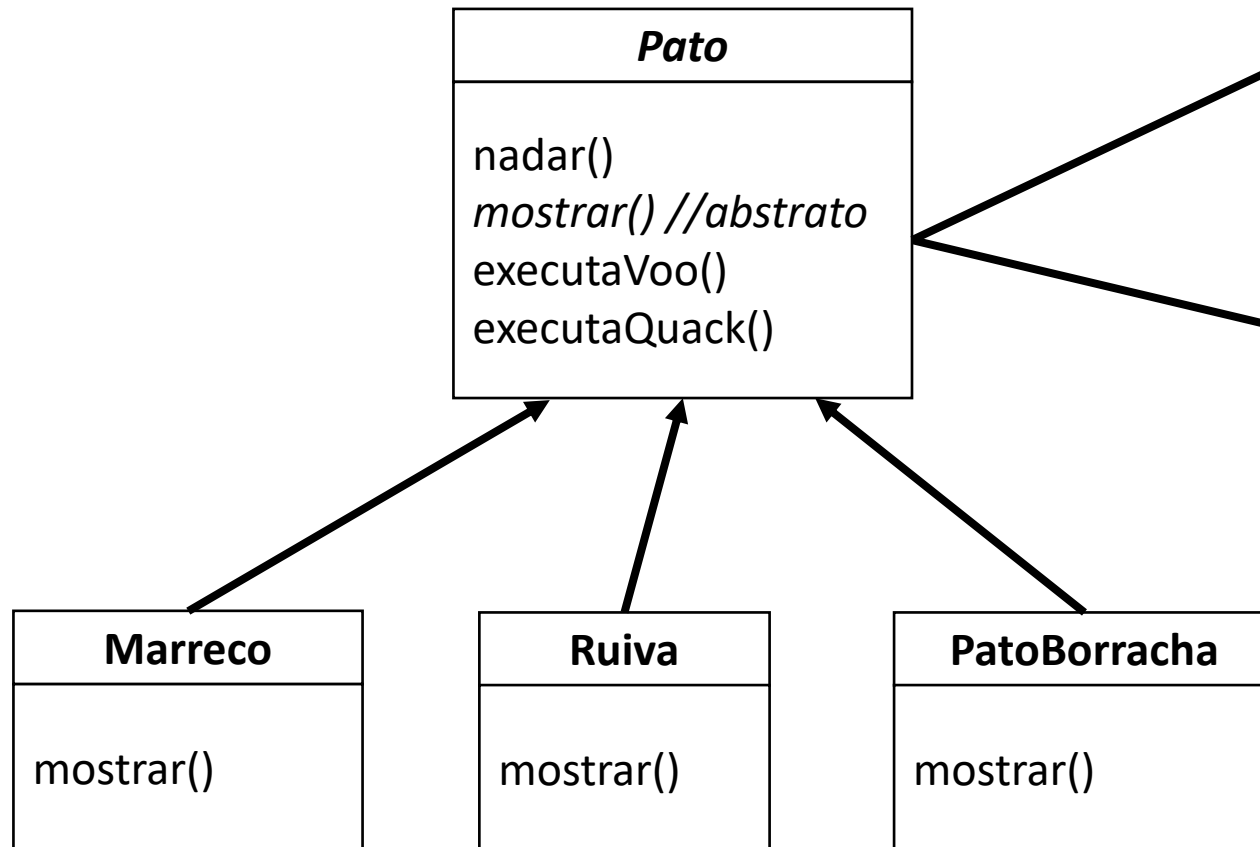 Pato
nadar()
mostrar() //abstrato
executaVoo()
executaQuack()
Marreco
mostrar()
Ruiva
mostrar()
PatoBorracha
mostrar()